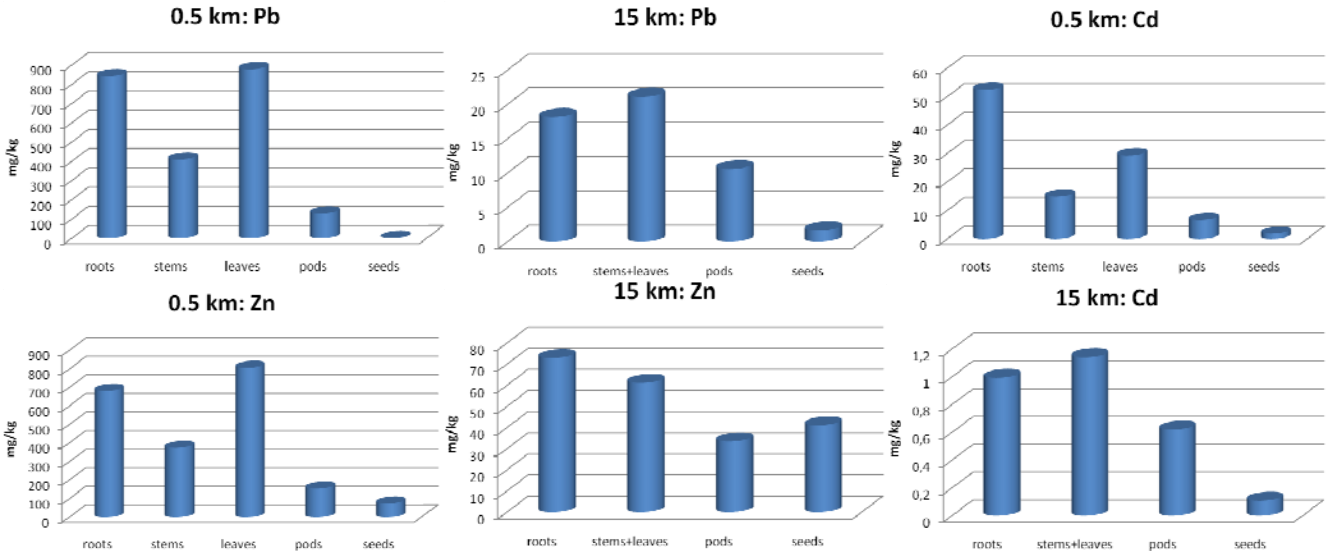 0.5 km: Pb
900
800
700
600
500
400
300
200
100
0
mg/kg
roots stems leaves pods seeds
15 km: Pb
25
20
15
10
5
0
mg/kg
roots stems+leaves pods seeds
0.5 km: Cd
60
50
40
30
20
10
0
mg/kg
roots stems leaves pods seeds
0.5 km: Zn
900
800
700
600
500
400
300
200
100
0
mg/kg
roots stems leaves pods seeds
15 km: Zn
80
70
60
50
40
30
20
10
0
mg/kg
roots stems+leaves pods seeds
15 km: Cd
1,2
1
0,8
0,6
0,4
0,2
0
mg/kg
roots stems+leaves pods seeds